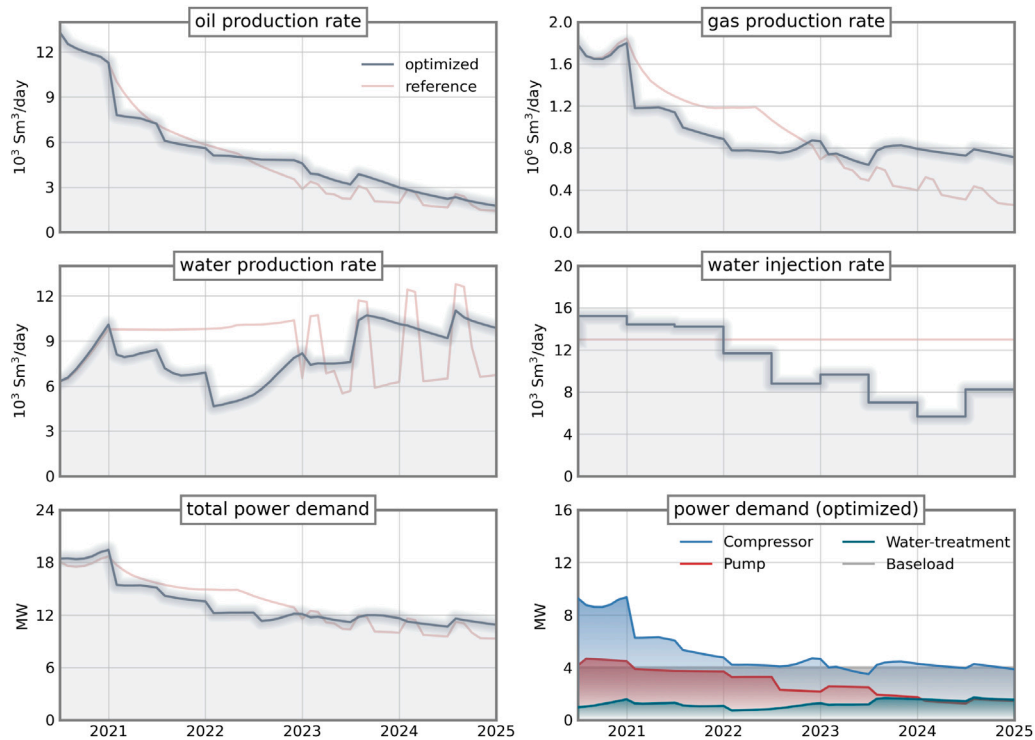 oil production rate
10³ Sm³/day
12
9
6
3
0
optimized
reference
gas production rate
10⁶ Sm³/day
2.0
1.6
1.2
0.8
0.4
0.0
water production rate
10³ Sm³/day
12
9
6
3
0
water injection rate
10³ Sm³/day
20
16
12
8
4
0
total power demand
MW
24
18
12
6
0
2021 2022 2023 2024 2025
power demand (optimized)
MW
16
12
8
4
0
Compressor Water-treatment
Pump Baseload
2021 2022 2023 2024 2025